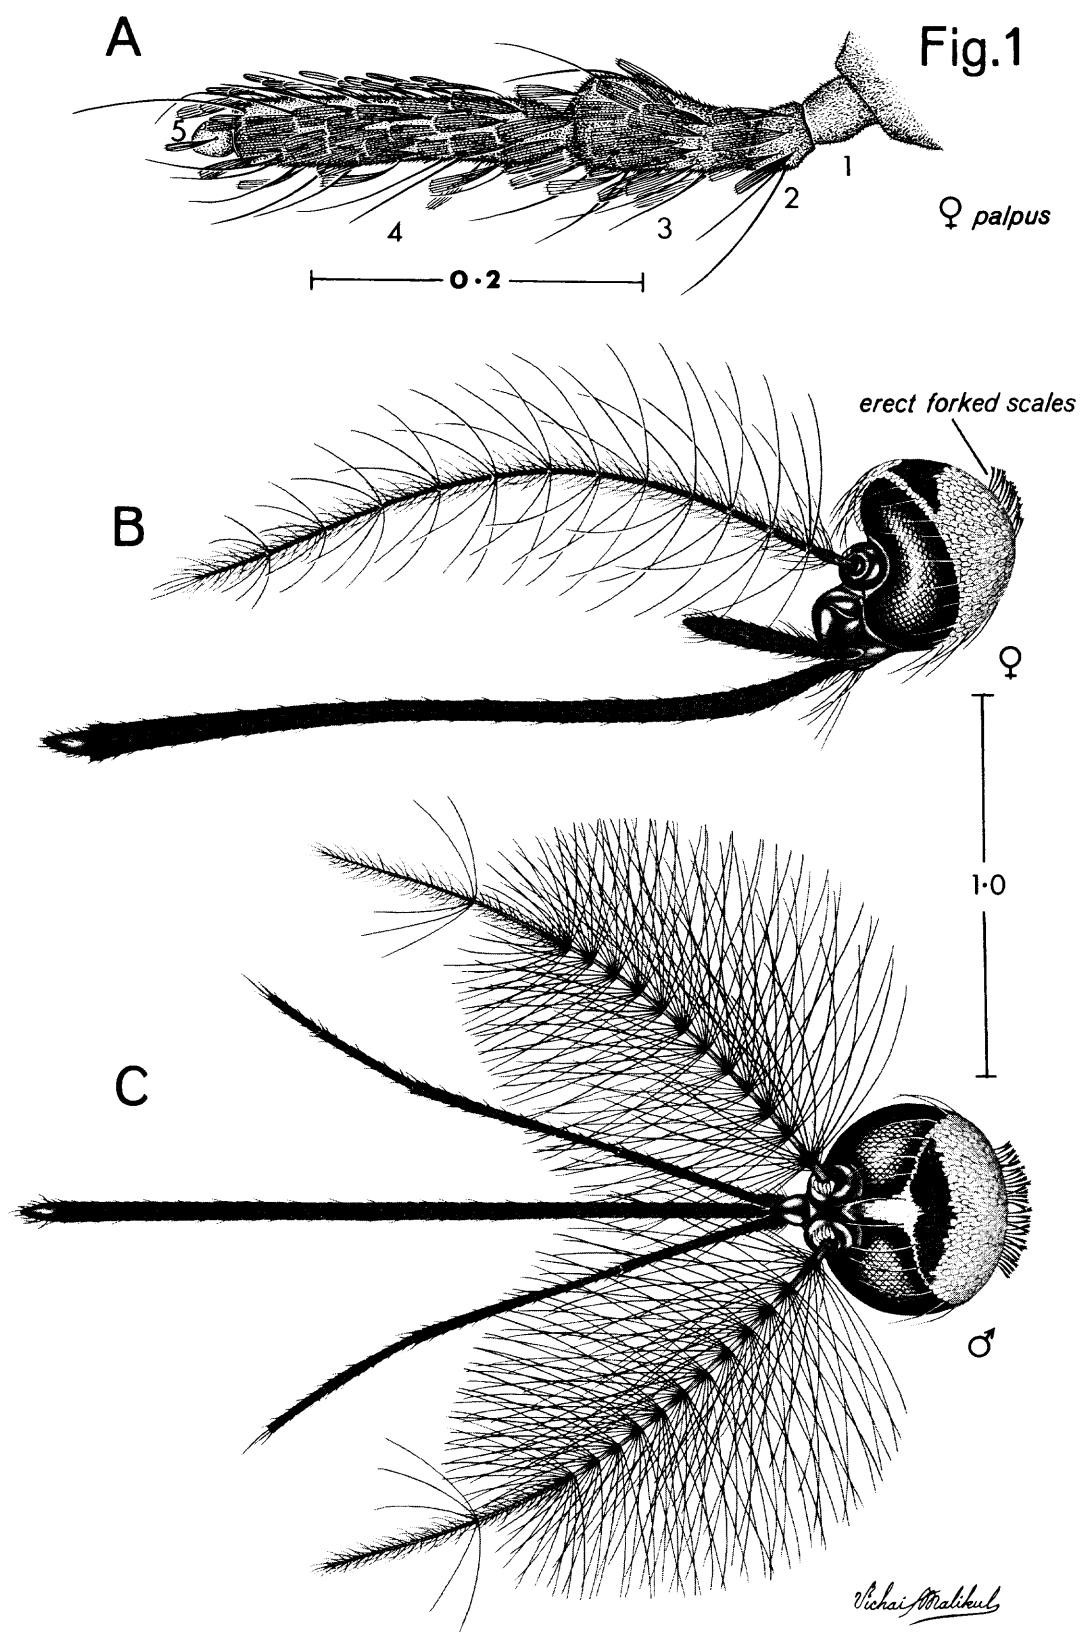 A
Fig.1
5
1
2
4
3
♀ palpus
0·2
erect forked scales
B
♀
1·0
C
♂
Vichai Malikul